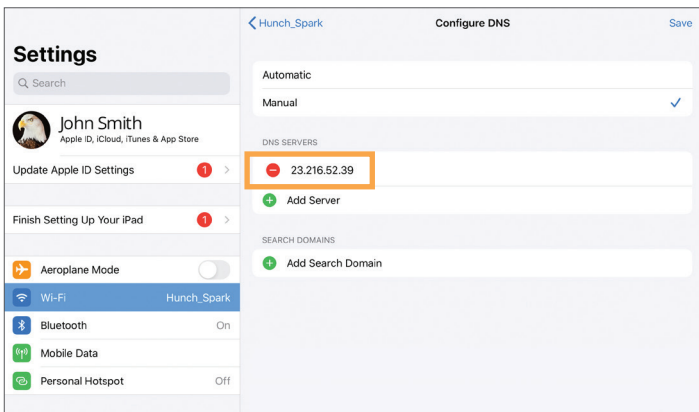 Settings
Search
John Smith
Apple ID, iCloud, iTunes & App Store
Update Apple ID Settings 1
Finish Setting Up Your iPad 1
Aeroplane Mode
Wi-Fi Hunch_Spark
Bluetooth On
Mobile Data
Personal Hotspot Off
Hunch_Spark Configure DNS Save
Automatic
Manual
DNS SERVERS
23.216.52.39
Add Server
SEARCH DOMAINS
Add Search Domain